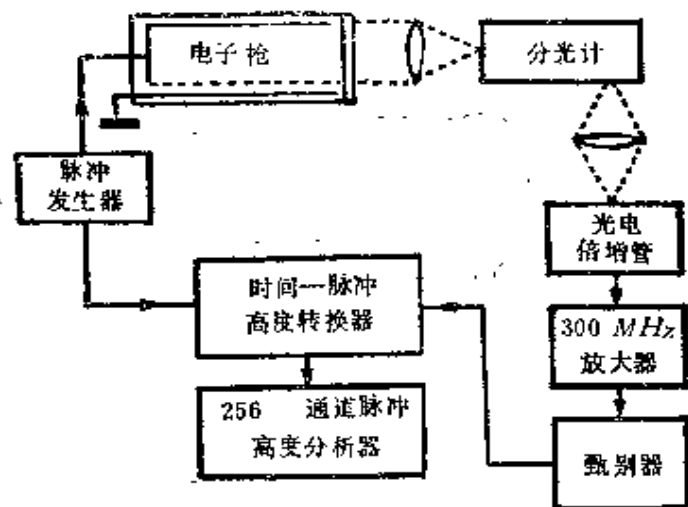 电子枪
分光计
脉冲
发生器
光电
倍增管
时间一脉冲
高度转换器
300 MHz
放大器
256 通道脉冲
高度分析器
甄别器